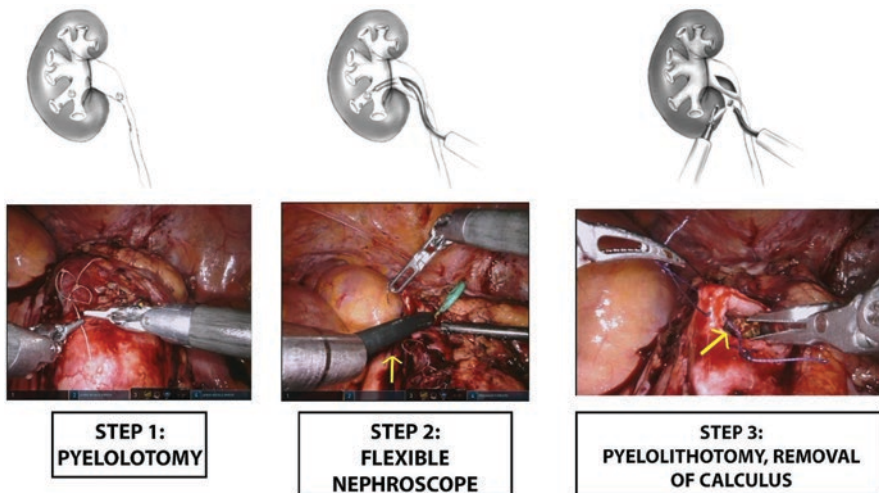 STEP 1:
PYELOLOTOMY
STEP 2:
FLEXIBLE
NEPHROSCOPE
STEP 3:
PYELOLITHOTOMY, REMOVAL
OF CALCULUS